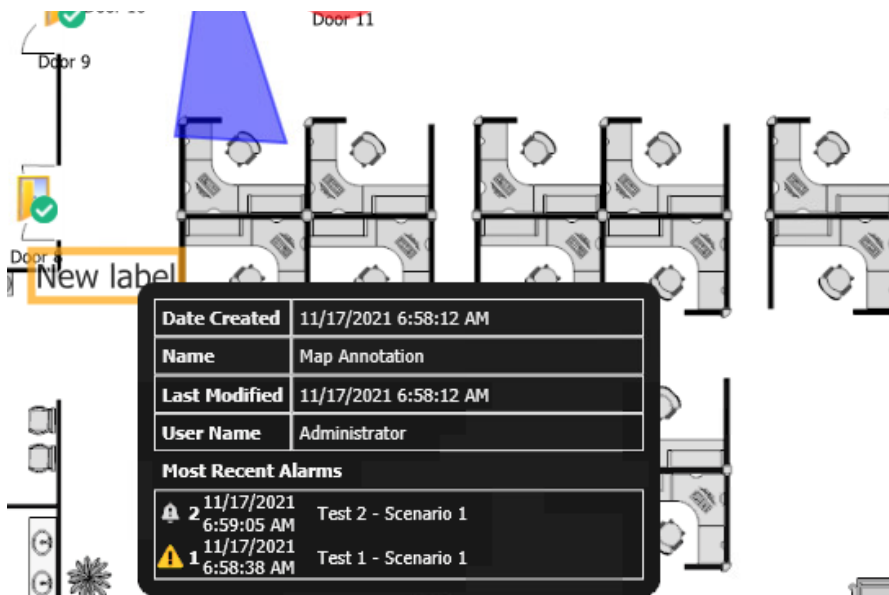 Door 11
Door 9
Door 8
New label
Date Created 11/17/2021 6:58:12 AM
Name Map Annotation
Last Modified 11/17/2021 6:58:12 AM
User Name Administrator
Most Recent Alarms
2 11/17/2021 6:59:05 AM Test 2 - Scenario 1
1 11/17/2021 6:58:38 AM Test 1 - Scenario 1